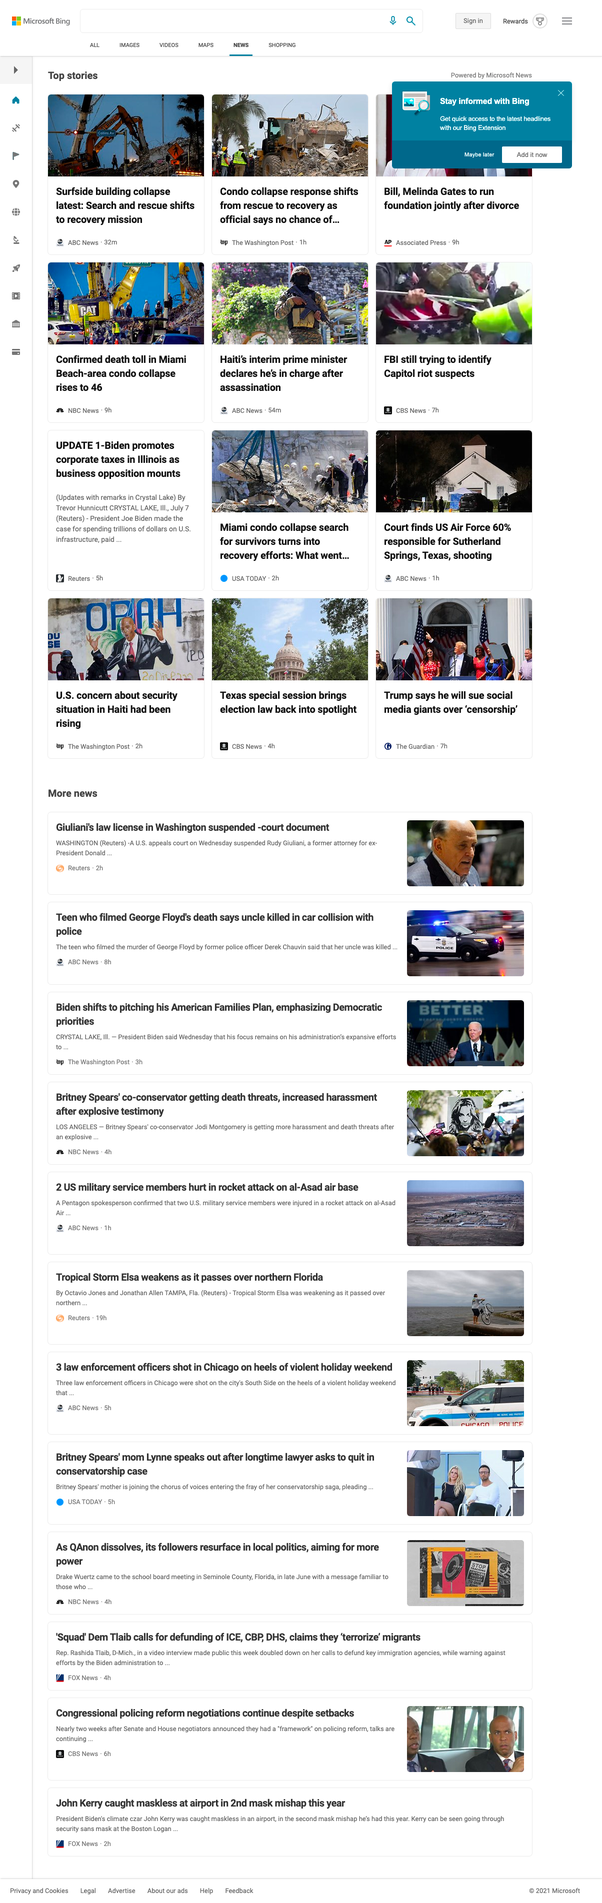 Microsoft Bing
Sign in
Rewards
ALL
IMAGES
VIDEOS
MAPS
NEWS
SHOPPING
Top stories
Powered by Microsoft News
Stay informed with Bing
Get quick access to the latest headlines
with our Bing Extension
Maybe later
Add it now
Surfside building collapse
latest: Search and rescue shifts
to recovery mission
ABC News · 32m
Condo collapse response shifts
from rescue to recovery as
official says no chance of...
wp The Washington Post · 1h
Bill, Melinda Gates to run
foundation jointly after divorce
AP Associated Press · 9h
CAT
Confirmed death toll in Miami
Beach-area condo collapse
rises to 46
NBC News · 9h
Haiti's interim prime minister
declares he's in charge after
assassination
ABC News · 54m
FBI still trying to identify
Capitol riot suspects
CBS News · 7h
UPDATE 1-Biden promotes
corporate taxes in Illinois as
business opposition mounts
(Updates with remarks in Crystal Lake) By
Trevor Hunnicutt CRYSTAL LAKE, Ill., July 7
(Reuters) - President Joe Biden made the
case for spending trillions of dollars on U.S.
infrastructure, paid ...
Reuters · 5h
Miami condo collapse search
for survivors turns into
recovery efforts: What went...
USA TODAY · 2h
Court finds US Air Force 60%
responsible for Sutherland
Springs, Texas, shooting
ABC News · 1h
OPAH
U.S. concern about security
situation in Haiti had been
rising
wp The Washington Post · 2h
Texas special session brings
election law back into spotlight
CBS News · 4h
Trump says he will sue social
media giants over ‘censorship’
The Guardian · 7h
More news
Giuliani's law license in Washington suspended -court document
WASHINGTON (Reuters) -A U.S. appeals court on Wednesday suspended Rudy Giuliani, a former attorney for ex-
President Donald ...
Reuters · 2h
Teen who filmed George Floyd's death says uncle killed in car collision with
police
The teen who filmed the murder of George Floyd by former police officer Derek Chauvin said that her uncle was killed ...
ABC News · 8h
POLICE
Biden shifts to pitching his American Families Plan, emphasizing Democratic
priorities
CRYSTAL LAKE, Ill. — President Biden said Wednesday that his focus remains on his administration's expansive efforts
to ...
wp The Washington Post · 3h
BETTER
Britney Spears' co-conservator getting death threats, increased harassment
after explosive testimony
LOS ANGELES — Britney Spears' co-conservator Jodi Montgomery is getting more harassment and death threats after
an explosive ...
NBC News · 4h
2 US military service members hurt in rocket attack on al-Asad air base
A Pentagon spokesperson confirmed that two U.S. military service members were injured in a rocket attack on al-Asad
Air ...
ABC News · 1h
Tropical Storm Elsa weakens as it passes over northern Florida
By Octavio Jones and Jonathan Allen TAMPA, Fla. (Reuters) - Tropical Storm Elsa was weakening as it passed over
northern ...
Reuters · 19h
3 law enforcement officers shot in Chicago on heels of violent holiday weekend
Three law enforcement officers in Chicago were shot on the city's South Side on the heels of a violent holiday weekend
that ...
ABC News · 5h
CHICAGO POLICE
Britney Spears' mom Lynne speaks out after longtime lawyer asks to quit in
conservatorship case
Britney Spears' mother is joining the chorus of voices entering the fray of her conservatorship saga, pleading ...
USA TODAY · 5h
As QAnon dissolves, its followers resurface in local politics, aiming for more
power
Drake Wuertz came to the school board meeting in Seminole County, Florida, in late June with a message familiar to
those who ...
NBC News · 4h
STOP
'Squad' Dem Tlaib calls for defunding of ICE, CBP, DHS, claims they 'terrorize' migrants
Rep. Rashida Tlaib, D-Mich., in a video interview made public this week doubled down on her calls to defund key immigration agencies, while warning against
efforts by the Biden administration to ...
FOX News · 4h
Congressional policing reform negotiations continue despite setbacks
Nearly two weeks after Senate and House negotiators announced they had a "framework" on policing reform, talks are
continuing ...
CBS News · 6h
John Kerry caught maskless at airport in 2nd mask mishap this year
President Biden's climate czar John Kerry was caught maskless in an airport, in the second mask mishap he's had this year. Kerry can be seen going through
security sans mask at the Boston Logan ...
FOX News · 2h
Privacy and Cookies
Legal
Advertise
About our ads
Help
Feedback
© 2021 Microsoft